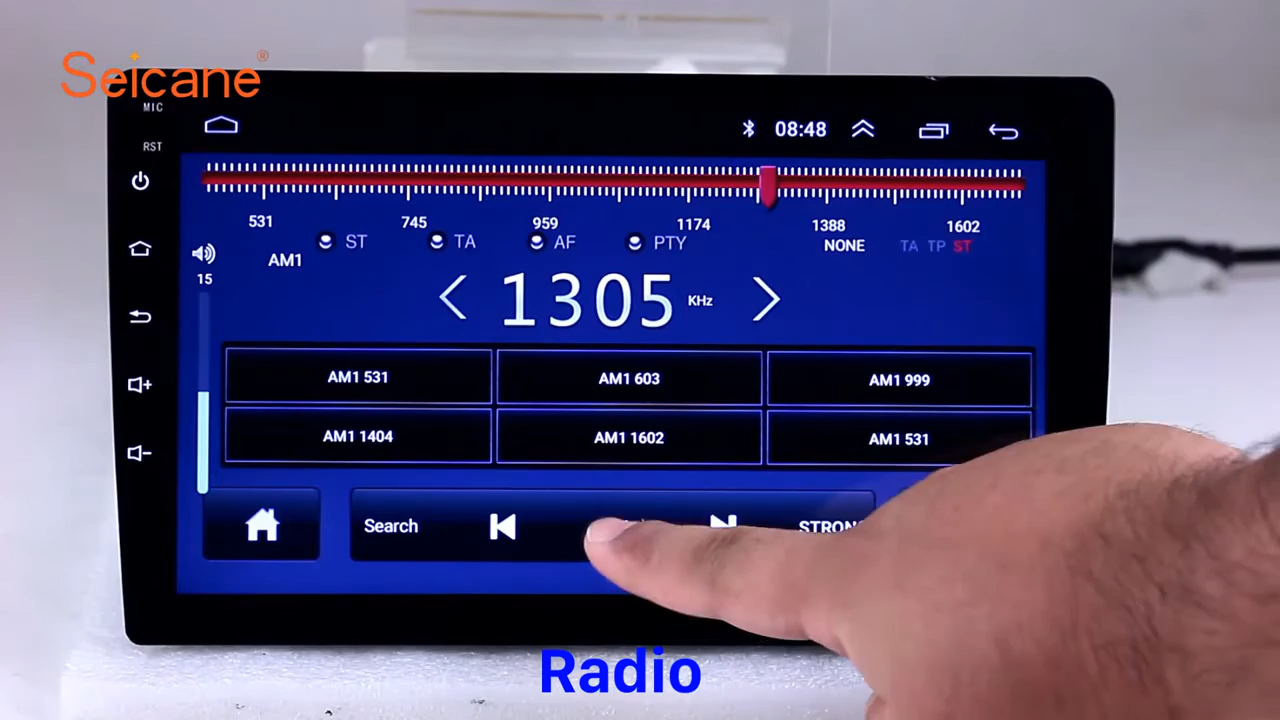 Seicane®
MIC
08:48
RST
531 745 959 1174 1388 1602
ST TA AF PTY NONE TA TP ST
AM1
15
1305 KHz
AM1 531 AM1 603 AM1 999
AM1 1404 AM1 1602 AM1 531
Search
Radio